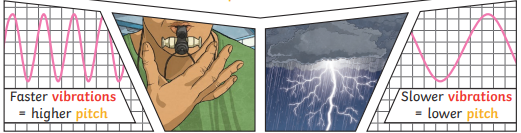 Faster vibrations
= higher pitch
Slower vibrations
= lower pitch